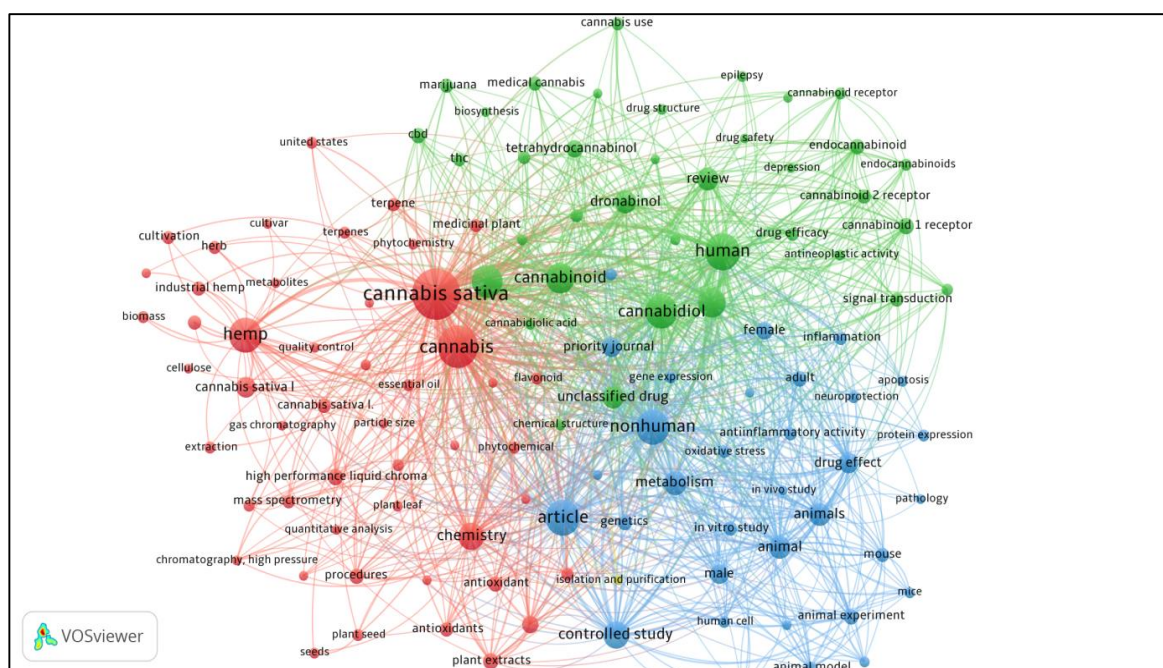 cannabis use
marijuana
medical cannabis
epilepsy
cannabinoid receptor
biosynthesis
drug structure
united states
cbd
drug safety
endocannabinoid
tetrahydrocannabinol
thc
depression
endocannabinoids
review
terpene
dronabinol
cannabinoid 2 receptor
cultivar
medicinal plant
cannabinoid 1 receptor
cultivation
terpenes
drug efficacy
herb
phytochemistry
human
antineoplastic activity
cannabinoid
industrial hemp
metabolites
cannabis sativa
signal transduction
cannabidiol
biomass
cannabidiolic acid
female
hemp
inflammation
quality control
cannabis
priority journal
cellulose
flavonoid
gene expression
adult
apoptosis
cannabis sativa l
essential oil
unclassified drug
neuroprotection
cannabis sativa l.
gas chromatography
particle size
chemical structure
nonhuman
antiinflammatory activity
protein expression
extraction
phytochemical
oxidative stress
drug effect
high performance liquid chroma
metabolism
in vivo study
mass spectrometry
plant leaf
pathology
article
animals
quantitative analysis
genetics
in vitro study
chemistry
animal
chromatography, high pressure
mouse
procedures
isolation and purification
male
antioxidant
mice
human cell
animal experiment
plant seed
antioxidants
controlled study
seeds
plant extracts
animal model
VOSviewer